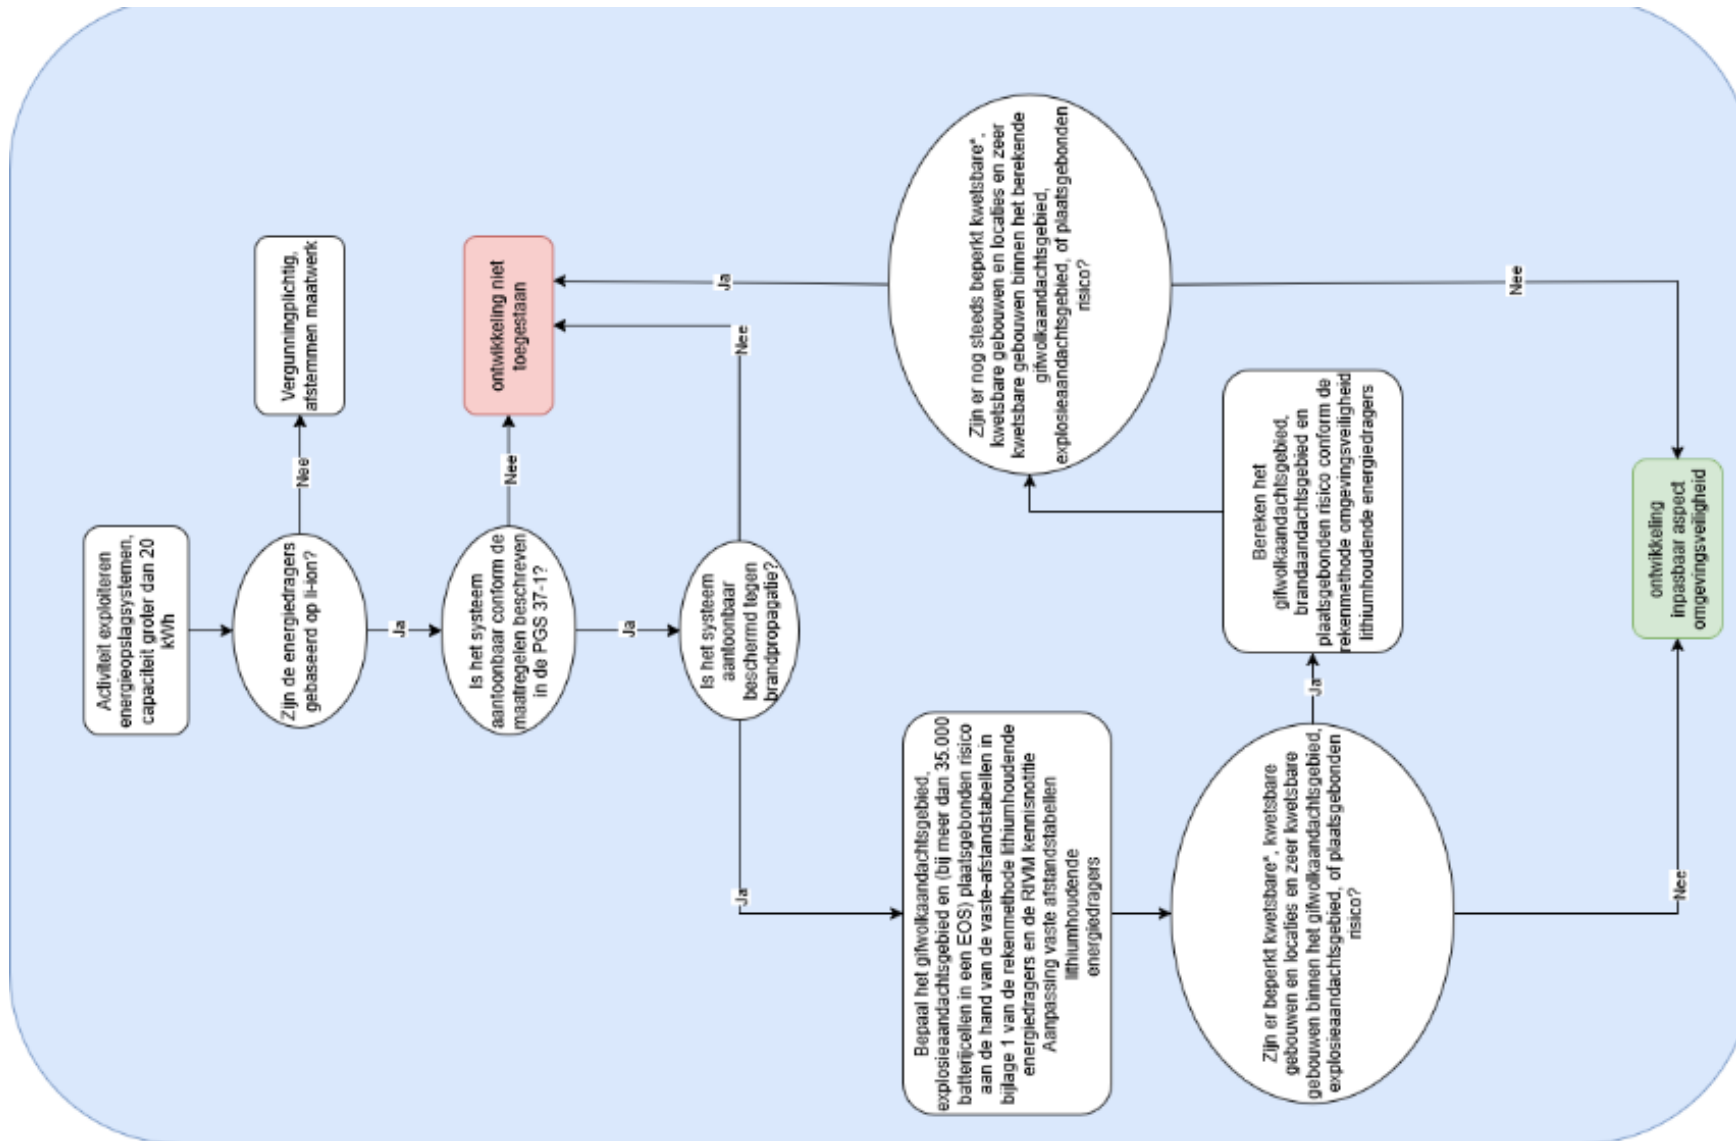 Activiteit exploiteren
energieopslagsystemen,
capaciteit groter dan 20
kWh
Zijn de energiedragers
gebaseerd op li-ion?
Nee
Vergunningplichtig,
afstemmen maatwerk
Ja
Is het systeem
aantoonbaar conform de
maatregelen beschreven
in de PGS 37-1?
Nee
ontwikkeling niet
toegestaan
Ja
Is het systeem
aantoonbaar
beschermd tegen
brandpropagatie?
Nee
Ja
Bepaal het gifwolkaandachtsgebied,
explosieaandachtsgebied en (bij meer dan 35.000
batterijcellen in een EOS) plaatsgebonden risico
aan de hand van de vaste-afstandstabellen in
bijlage 1 van de rekenmethode lithiumhoudende
energiedragers en de RIVM kennisnotitie
Aanpassing vaste afstandstabellen
lithiumhoudende
energiedragers
Zijn er beperkt kwetsbare*, kwetsbare
gebouwen en locaties en zeer kwetsbare
gebouwen binnen het gifwolkaandachtsgebied,
explosieaandachtsgebied, of plaatsgebonden
risico?
Ja
Bereken het
gifwolkaandachtsgebied,
brandaandachtsgebied en
plaatsgebonden risico conform de
rekenmethode omgevingsveiligheid
lithiumhoudende energiedragers
Zijn er nog steeds beperkt kwetsbare*,
kwetsbare gebouwen en locaties en zeer
kwetsbare gebouwen binnen het berekende
gifwolkaandachtsgebied,
explosieaandachtsgebied, of plaatsgebonden
risico?
Ja
Nee
Nee
ontwikkeling
inpasbaar aspect
omgevingsveiligheid